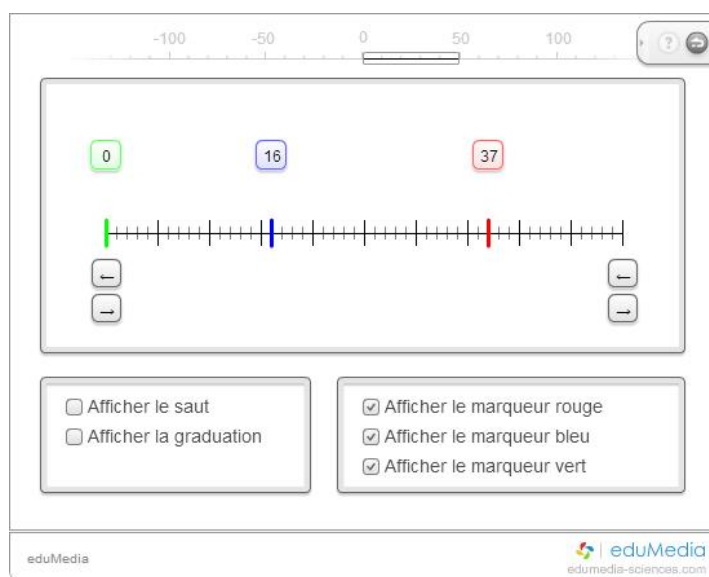 -100 -50 0 50 100 ?
0 16 37
← ←
→ →
Afficher le saut
Afficher la graduation
Afficher le marqueur rouge
Afficher le marqueur bleu
Afficher le marqueur vert
eduMedia
eduMedia
edumedia-sciences.com